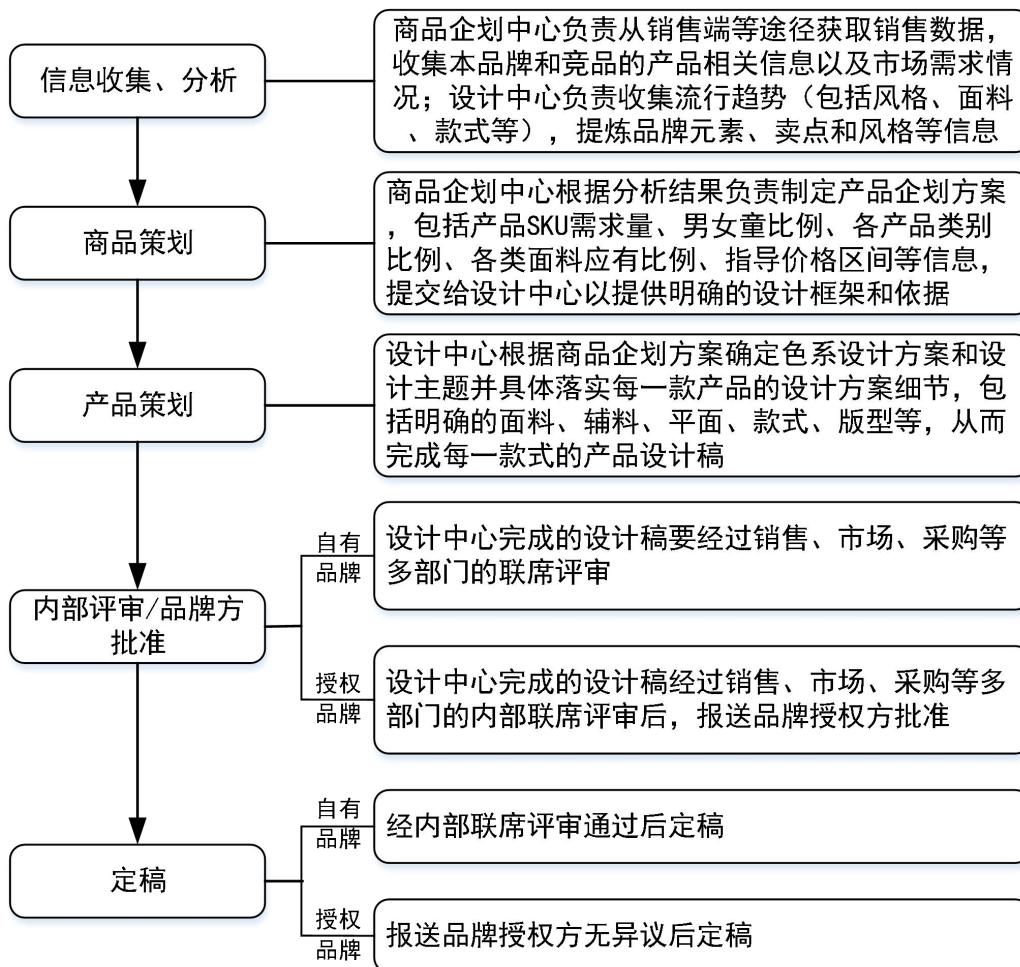 商品企划中心负责从销售端等途径获取销售数据，
收集本品牌和竞品的产品相关信息以及市场需求情
况；设计中心负责收集流行趋势（包括风格、面料
、款式等），提炼品牌元素、卖点和风格等信息
信息收集、分析
商品企划中心根据分析结果负责制定产品企划方案
，包括产品SKU需求量、男女童比例、各产品类别
比例、各类面料应有比例、指导价格区间等信息，
提交给设计中心以提供明确的设计框架和依据
商品策划
设计中心根据商品企划方案确定色系设计方案和设
计主题并具体落实每一款产品的设计方案细节，包
括明确的面料、辅料、平面、款式、版型等，从而
完成每一款式的产品设计稿
产品策划
自有
品牌
设计中心完成的设计稿要经过销售、市场、采购等
多部门的联席评审
内部评审/品牌方
批准
授权
品牌
设计中心完成的设计稿经过销售、市场、采购等多
部门的内部联席评审后，报送品牌授权方批准
自有
品牌
经内部联席评审通过后定稿
定稿
授权
品牌
报送品牌授权方无异议后定稿